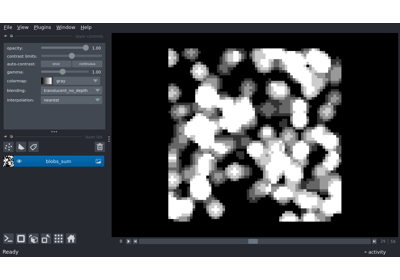 File View Plugins Window Help
opacity: 1.00
contrast limits:
auto-contrast: once continuous
gamma: 1.00
colormap: gray
blending: translucent_no_depth
interpolation: nearest
blobs_sum
Ready
activity